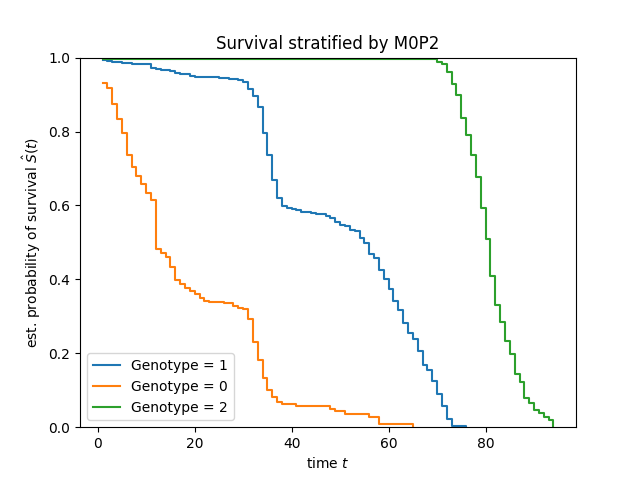 Survival stratified by M0P2
est. probability of survival Ŝ(t)
1.0
0.8
0.6
0.4
0.2
0.0
0
20
40
60
80
time t
Genotype = 1
Genotype = 0
Genotype = 2